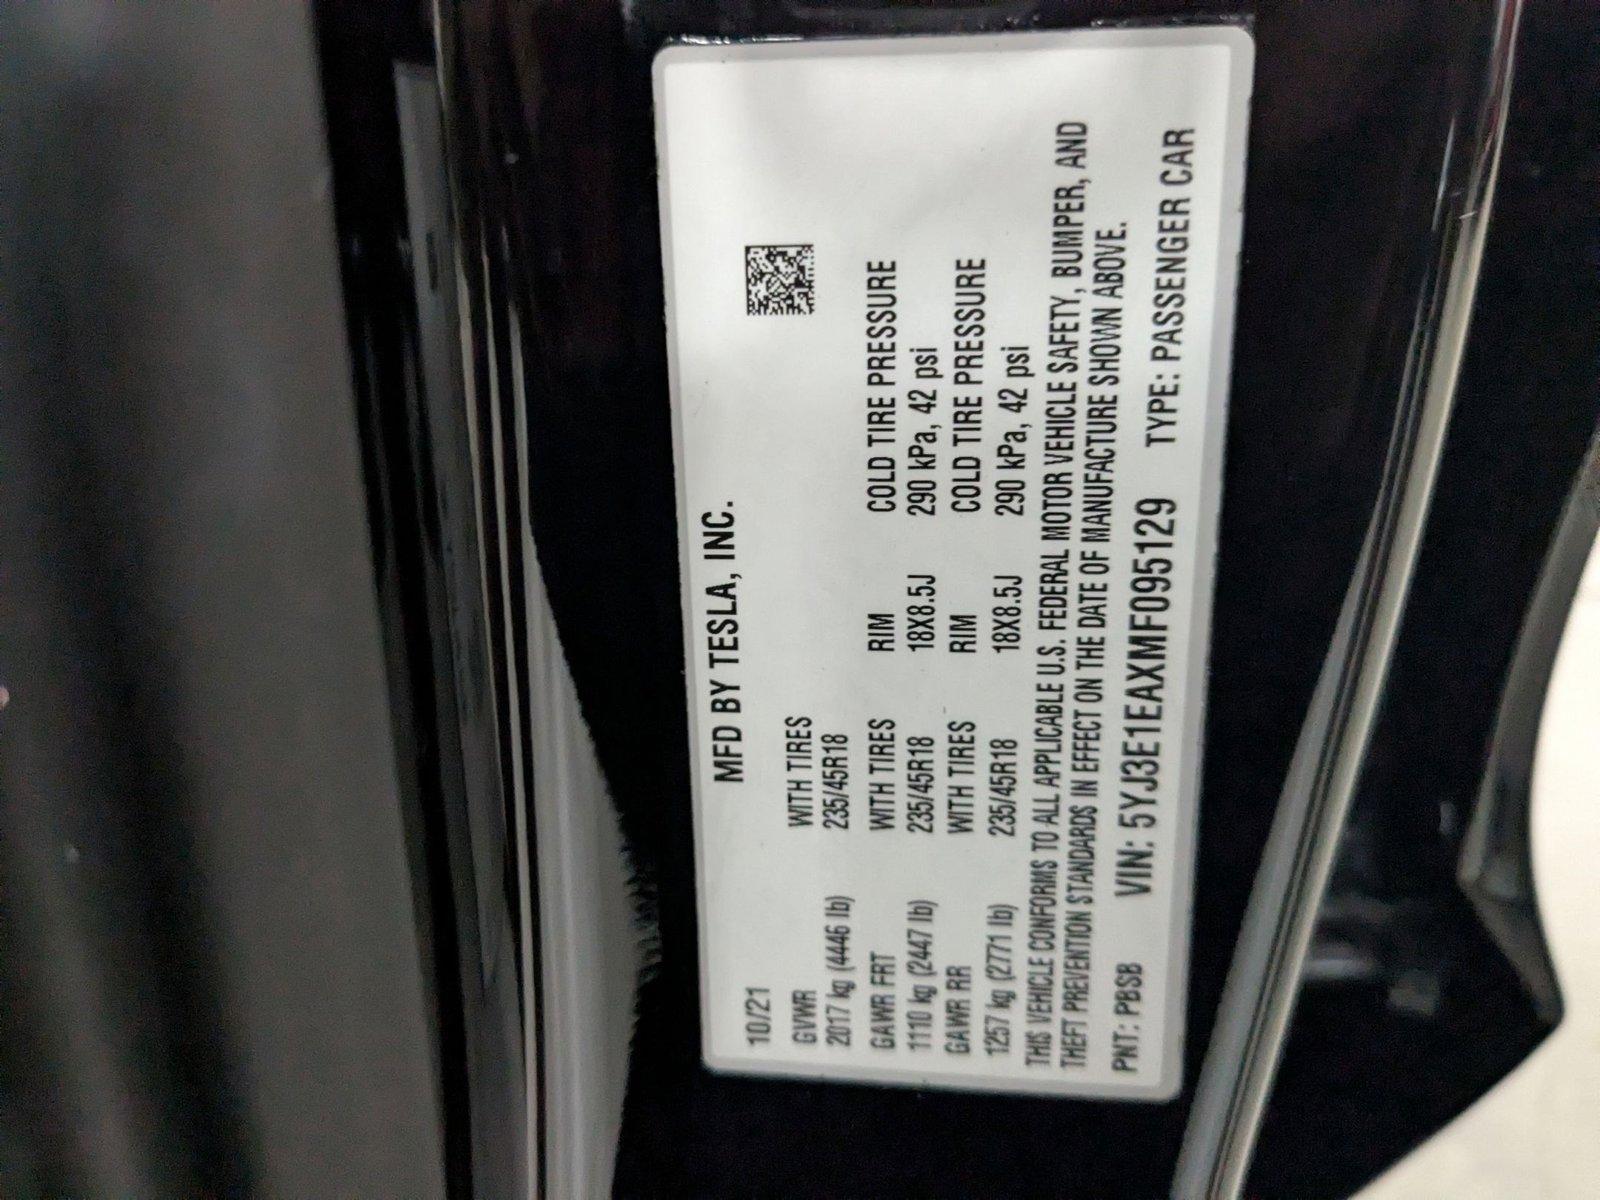 MFD BY TESLA, INC.
10/21
GVWR WITH TIRES
2017 kg (4446 lb) 235/45R18
GAWR FRT WITH TIRES RIM COLD TIRE PRESSURE
1110 kg (2447 lb) 235/45R18 18X8.5J 290 kPa, 42 psi
GAWR RR WITH TIRES RIM COLD TIRE PRESSURE
1257 kg (2771 lb) 235/45R18 18X8.5J 290 kPa, 42 psi
THIS VEHICLE CONFORMS TO ALL APPLICABLE U.S. FEDERAL MOTOR VEHICLE SAFETY, BUMPER, AND
THEFT PREVENTION STANDARDS IN EFFECT ON THE DATE OF MANUFACTURE SHOWN ABOVE.
PNT: PBSB VIN: 5YJ3E1EAXMF095129 TYPE: PASSENGER CAR